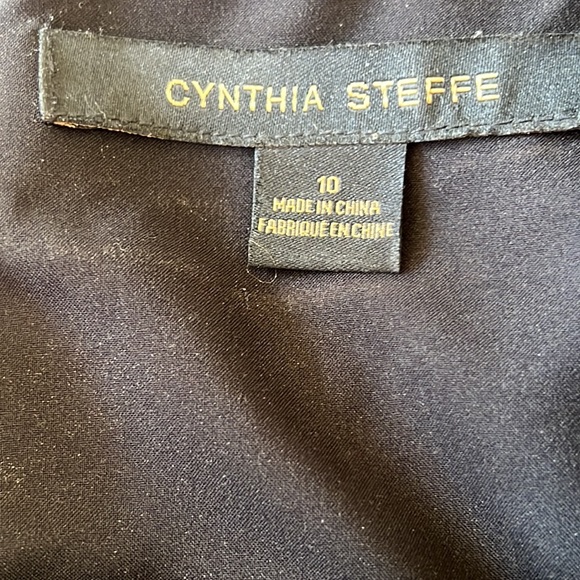 CYNTHIA STEFFE
10
MADE IN CHINA
FABRIQUE EN CHINE